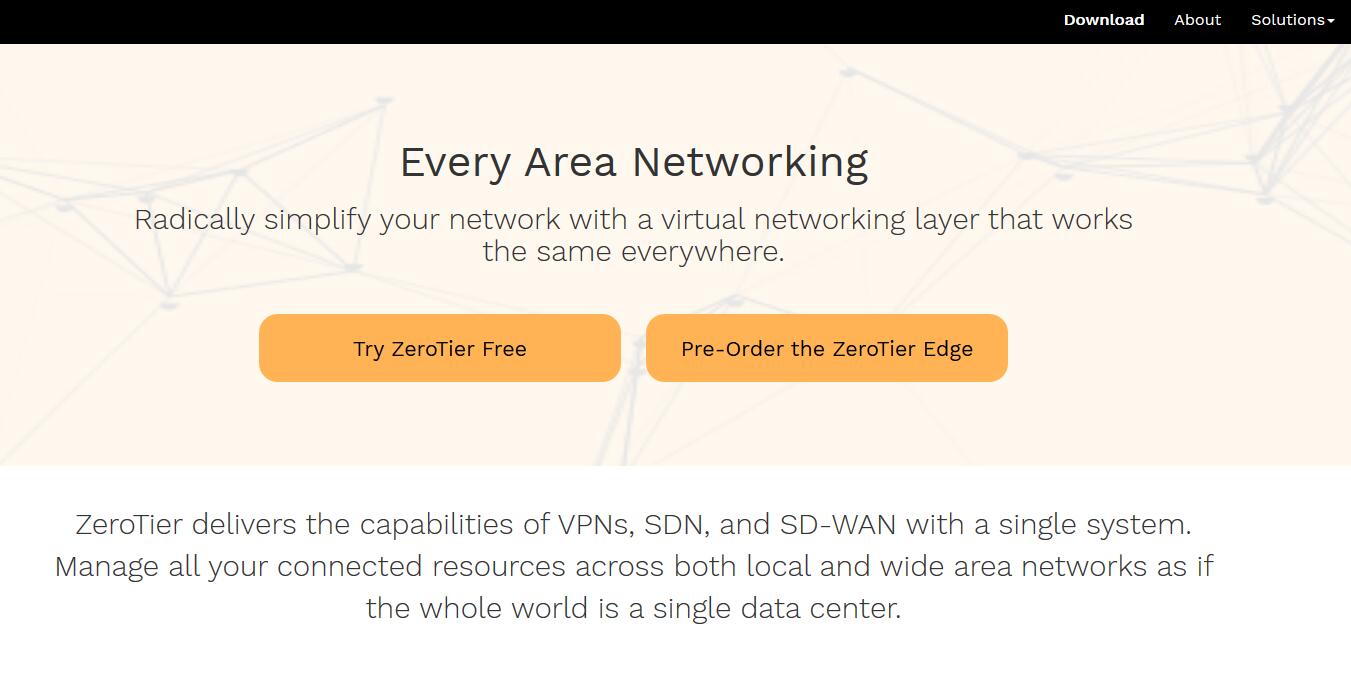 Download About Solutions
Every Area Networking
Radically simplify your network with a virtual networking layer that works
the same everywhere.
Try ZeroTier Free
Pre-Order the ZeroTier Edge
ZeroTier delivers the capabilities of VPNs, SDN, and SD-WAN with a single system.
Manage all your connected resources across both local and wide area networks as if
the whole world is a single data center.